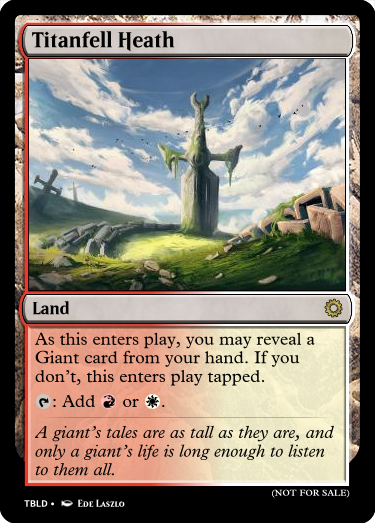 Titanfell Heath
Land
As this enters play, you may reveal a
Giant card from your hand. If you
don't, this enters play tapped.
: Add or .
A giant's tales are as tall as they are, and
only a giant's life is long enough to listen
to them all.
(NOT FOR SALE)
TBLD • Ede Laszlo